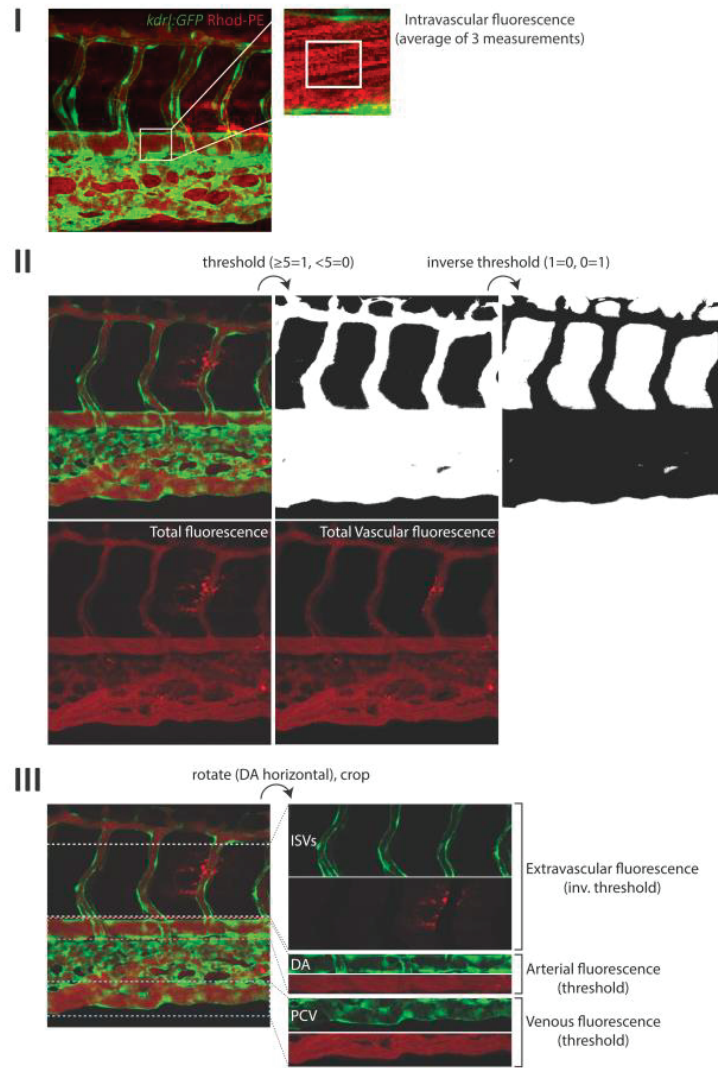 I
kdrl:GFP Rhod-PE
Intravascular fluorescence
(average of 3 measurements)
II
threshold (≥5=1, <5=0)
inverse threshold (1=0, 0=1)
Total fluorescence
Total Vascular fluorescence
III
rotate (DA horizontal), crop
ISVs
Extravascular fluorescence
(inv. threshold)
DA
Arterial fluorescence
(threshold)
PCV
Venous fluorescence
(threshold)